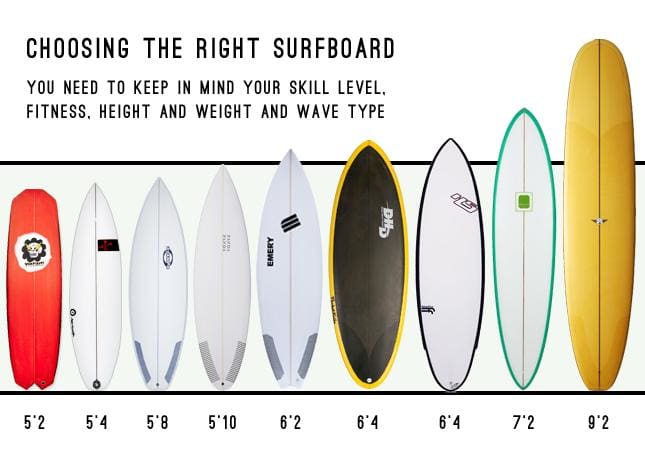 CHOOSING THE RIGHT SURFBOARD
YOU NEED TO KEEP IN MIND YOUR SKILL LEVEL,
FITNESS, HEIGHT AND WEIGHT AND WAVE TYPE
EMERY
DHD
5'2 5'4 5'8 5'10 6'2 6'4 6'4 7'2 9'2